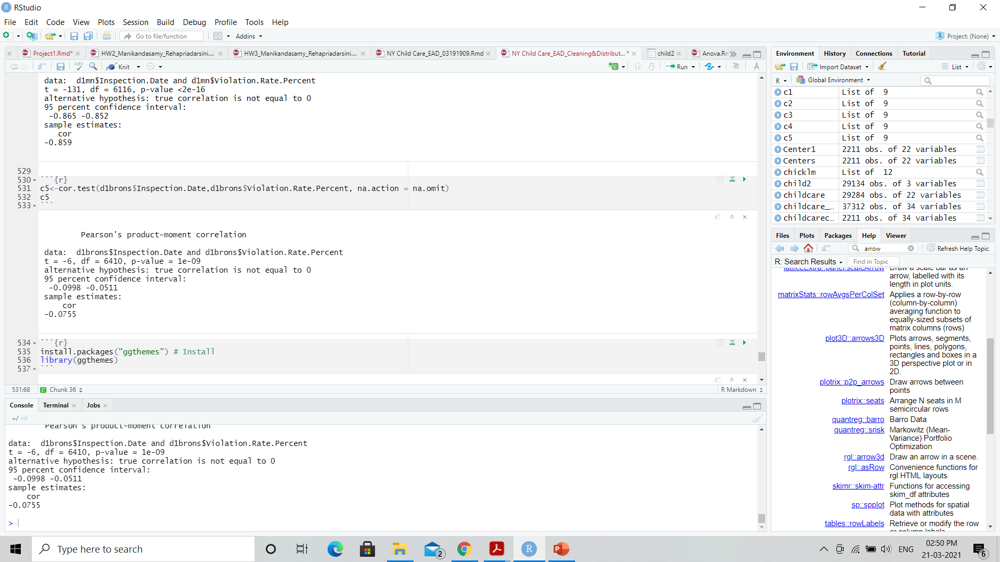 RStudio
File Edit Code View Plots Session Build Debug Profile Tools Help
Go to file/function Addins Project: (None)
Project1.Rmd* HW2_Manikandasamy_Rehapriadarsini.... HW3_Manikandasamy_Rehapriadarsini.... NY Child Care_EAD_03191909.Rmd NY Child Care_EAD_Cleaning&Distribut...* child2 Anova.Rn
ABC Knit Run
data:  d1mn$Inspection.Date and d1mn$Violation.Rate.Percent
t = -131, df = 6116, p-value <2e-16
alternative hypothesis: true correlation is not equal to 0
95 percent confidence interval:
-0.865 -0.852
sample estimates:
cor
-0.859
529
530 ```{r}
531 c5<-cor.test(d1brons$Inspection.Date,d1brons$Violation.Rate.Percent, na.action = na.omit)
532 c5
533 ```
Pearson's product-moment correlation
data:  d1brons$Inspection.Date and d1brons$Violation.Rate.Percent
t = -6, df = 6410, p-value = 1e-09
alternative hypothesis: true correlation is not equal to 0
95 percent confidence interval:
-0.0998 -0.0511
sample estimates:
cor
-0.0755
534 ```{r}
535 install.packages("ggthemes") # Install
536 library(ggthemes)
537 ```
531:68 C Chunk 36 R Markdown
Console Terminal Jobs
~/
Pearson's product-moment correlation
data:  d1brons$Inspection.Date and d1brons$Violation.Rate.Percent
t = -6, df = 6410, p-value = 1e-09
alternative hypothesis: true correlation is not equal to 0
95 percent confidence interval:
-0.0998 -0.0511
sample estimates:
cor
-0.0755
>
Environment History Connections Tutorial
Import Dataset List
R Global Environment
c1 List of 9
c2 List of 9
c3 List of 9
c4 List of 9
c5 List of 9
Center1 2211 obs. of 22 variables
Centers 2211 obs. of 22 variables
chicklm List of 12
child2 29134 obs. of 3 variables
childcare 29284 obs. of 22 variables
childcare_... 37312 obs. of 34 variables
childcarec... 2211 obs. of 34 variables
Files Plots Packages Help Viewer
arrow Refresh Help Topic
R: Search Results Find in Topic
latticeExtra::panel.scaleArrow Draw a scale bar as an
arrow, labelled with its
length in plot units.
matrixStats::rowAvgsPerColSet Applies a row-by-row
(column-by-column)
averaging function to
equally-sized subsets of
matrix columns (rows)
plot3D::arrows3D Plots arrows, segments,
points, lines, polygons,
rectangles and boxes in a
3D perspective plot or in
2D.
plotrix::p2p_arrows Draw arrows between
points
plotrix::seats Arrange N seats in M
semicircular rows
quantreg::barro Barro Data
quantreg::srisk Markowitz (Mean-
Variance) Portfolio
Optimization
rgl::arrow3d Draw an arrow in a scene.
rgl::asRow Convenience functions for
rgl HTML layouts
skimr::skim-attr Functions for accessing
skim_df attributes
sp::spplot Plot methods for spatial
data with attributes
tables::rowLabels Retrieve or modify the row
or column labels
Type here to search 2 R P ENG 02:50 PM
21-03-2021 6